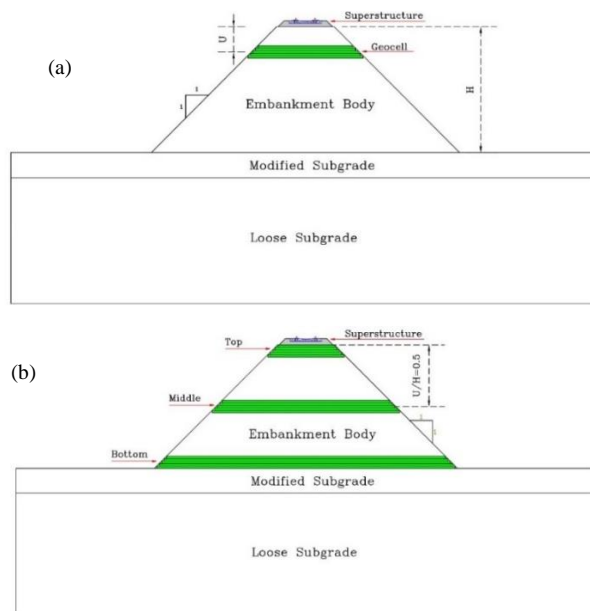 (a)
Superstructure
U
Geocell
1
1
Embankment Body
H
Modified Subgrade
Loose Subgrade
(b)
Superstructure
Top
U/H=0.5
Middle
1
1
Embankment Body
Bottom
Modified Subgrade
Loose Subgrade